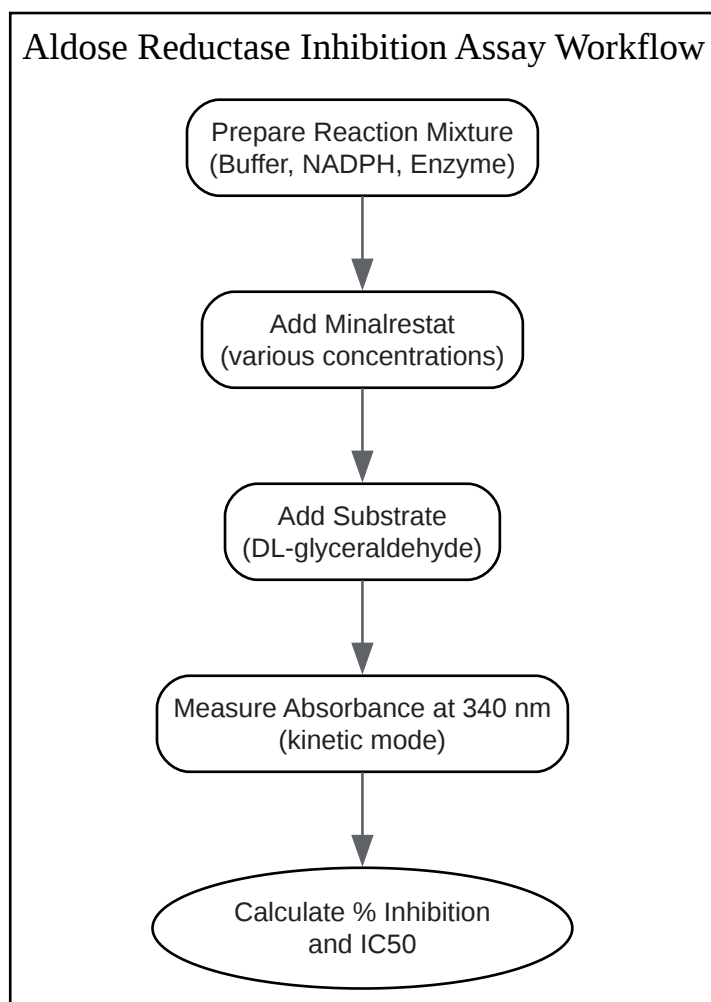 Aldose Reductase Inhibition Assay Workflow
Prepare Reaction Mixture
(Buffer, NADPH, Enzyme)
Add Minalrestat
(various concentrations)
Add Substrate
(DL-glyceraldehyde)
Measure Absorbance at 340 nm
(kinetic mode)
Calculate % Inhibition
and IC50